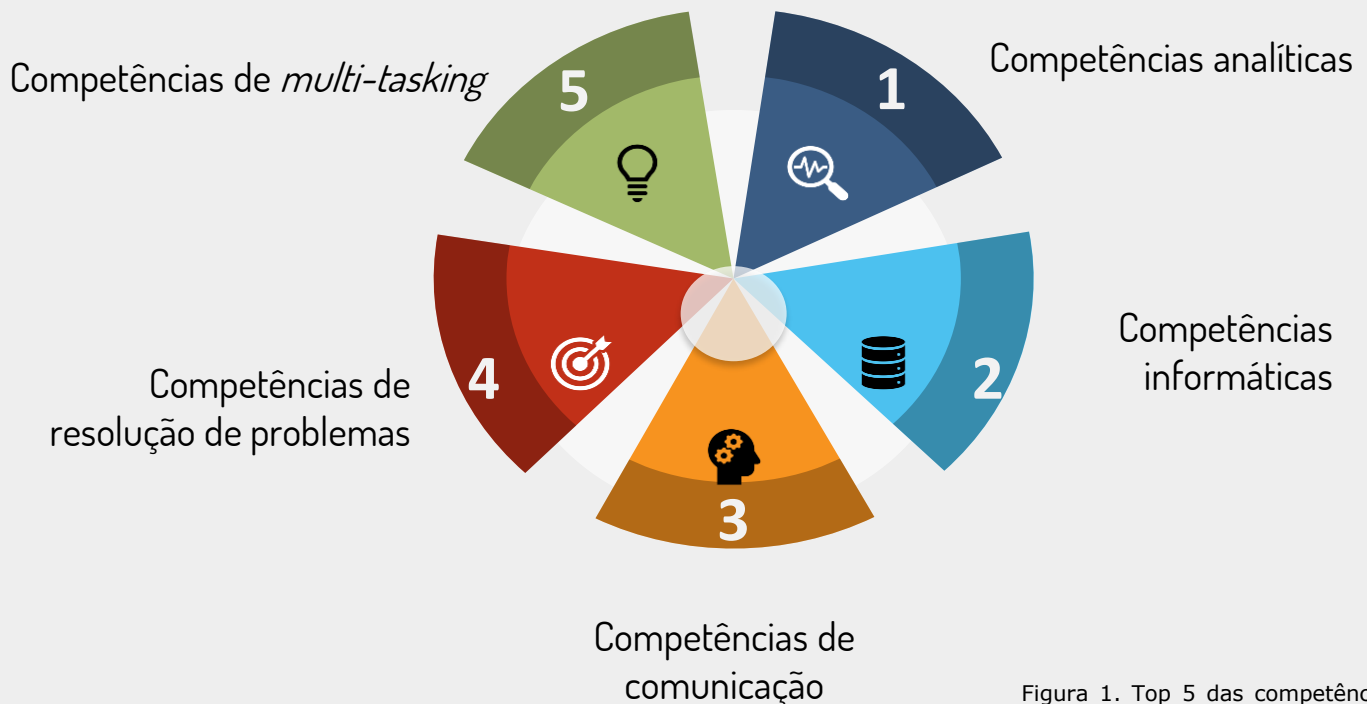 1
Competências analíticas
2
Competências
informáticas
3
Competências de
comunicação
4
Competências de
resolução de problemas
5
Competências de multi-tasking
Figura 1. Top 5 das